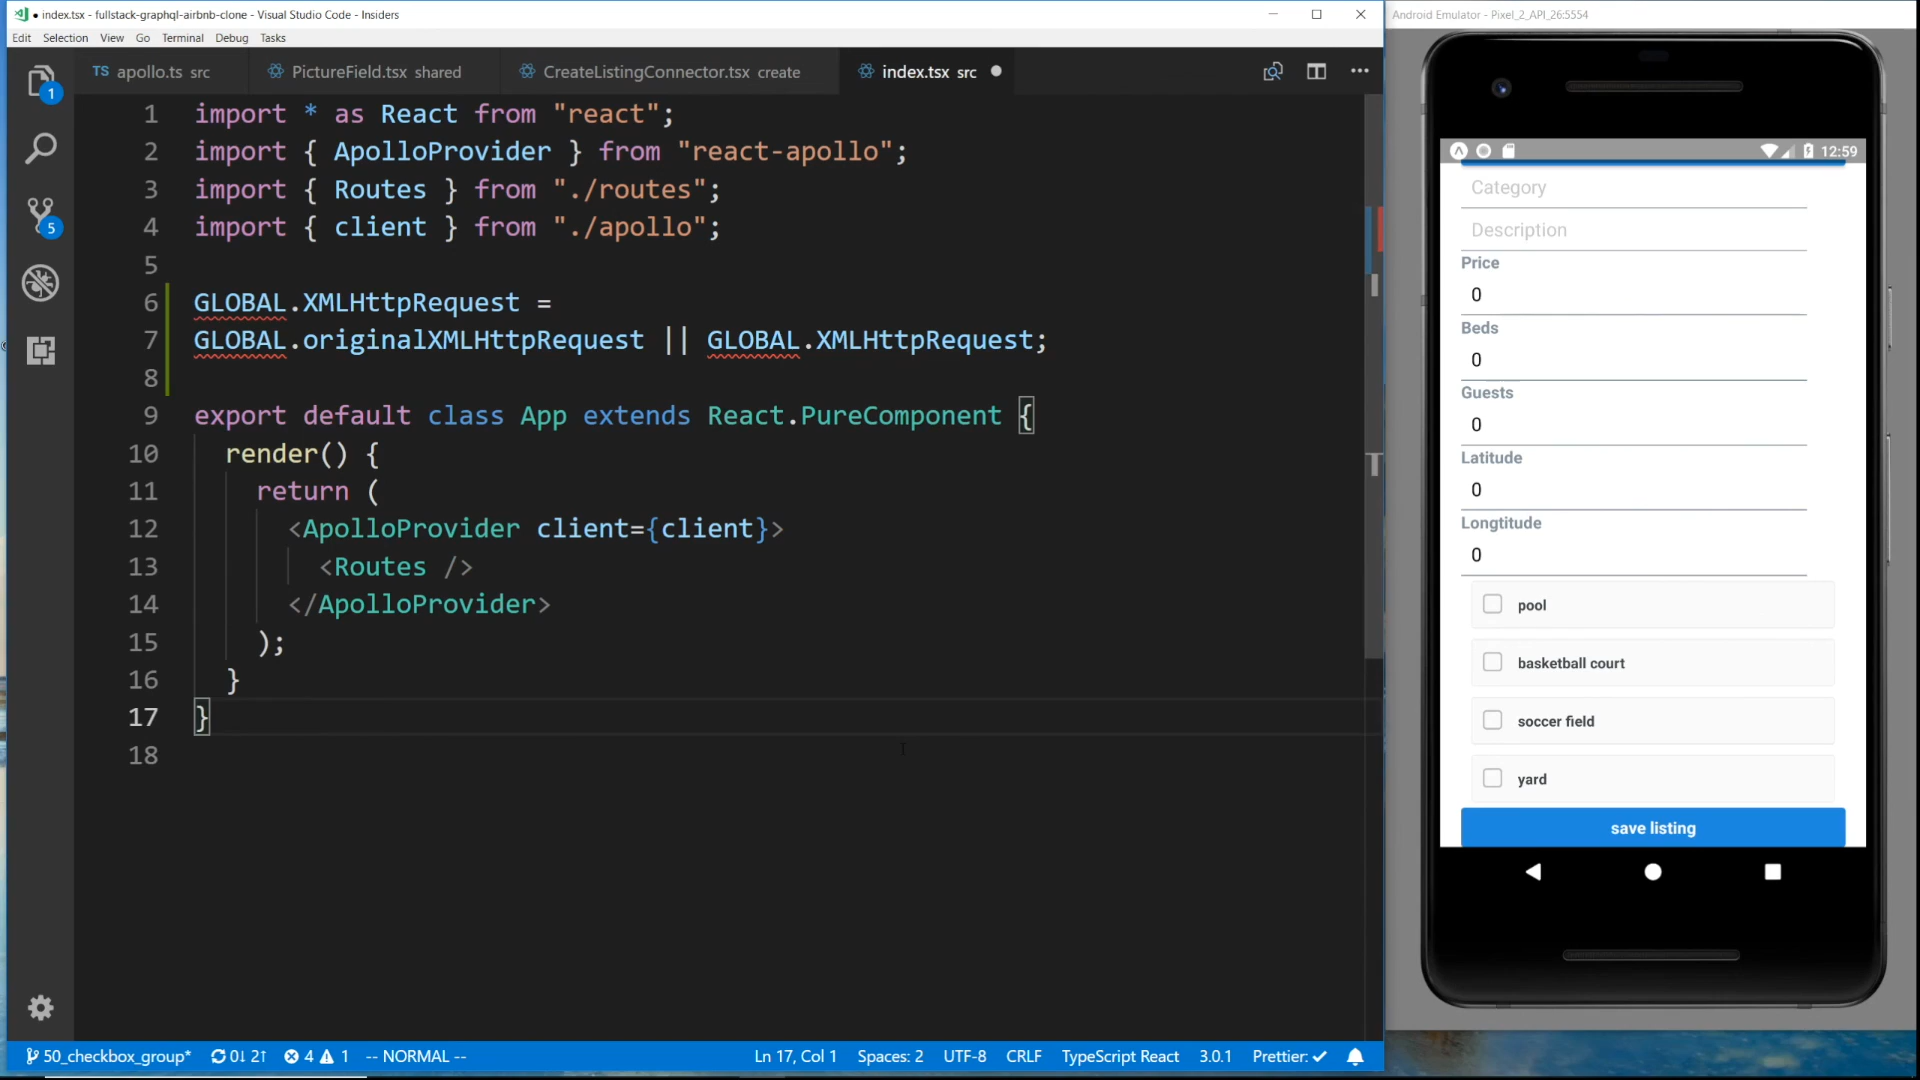 index.tsx - fullstack-graphql-airbnb-clone - Visual Studio Code - Insiders
Edit Selection View Go Terminal Debug Tasks
TS apollo.ts src
PictureField.tsx shared
CreateListingConnector.tsx create
index.tsx src
1 import * as React from "react";
2 import { ApolloProvider } from "react-apollo";
3 import { Routes } from "./routes";
4 import { client } from "./apollo";
5
6 GLOBAL.XMLHttpRequest =
7 GLOBAL.originalXMLHttpRequest || GLOBAL.XMLHttpRequest;
8
9 export default class App extends React.PureComponent {
10 render() {
11 return (
12 <ApolloProvider client={client}>
13 <Routes />
14 </ApolloProvider>
15 );
16 }
17 }
18
1
5
50_checkbox_group* 0↓ 2↑ 4 1 -- NORMAL -- Ln 17, Col 1 Spaces: 2 UTF-8 CRLF TypeScript React 3.0.1 Prettier: ✓
Android Emulator - Pixel_2_API_26:5554
12:59
Category
Description
Price
0
Beds
0
Guests
0
Latitude
0
Longtitude
0
pool
basketball court
soccer field
yard
save listing